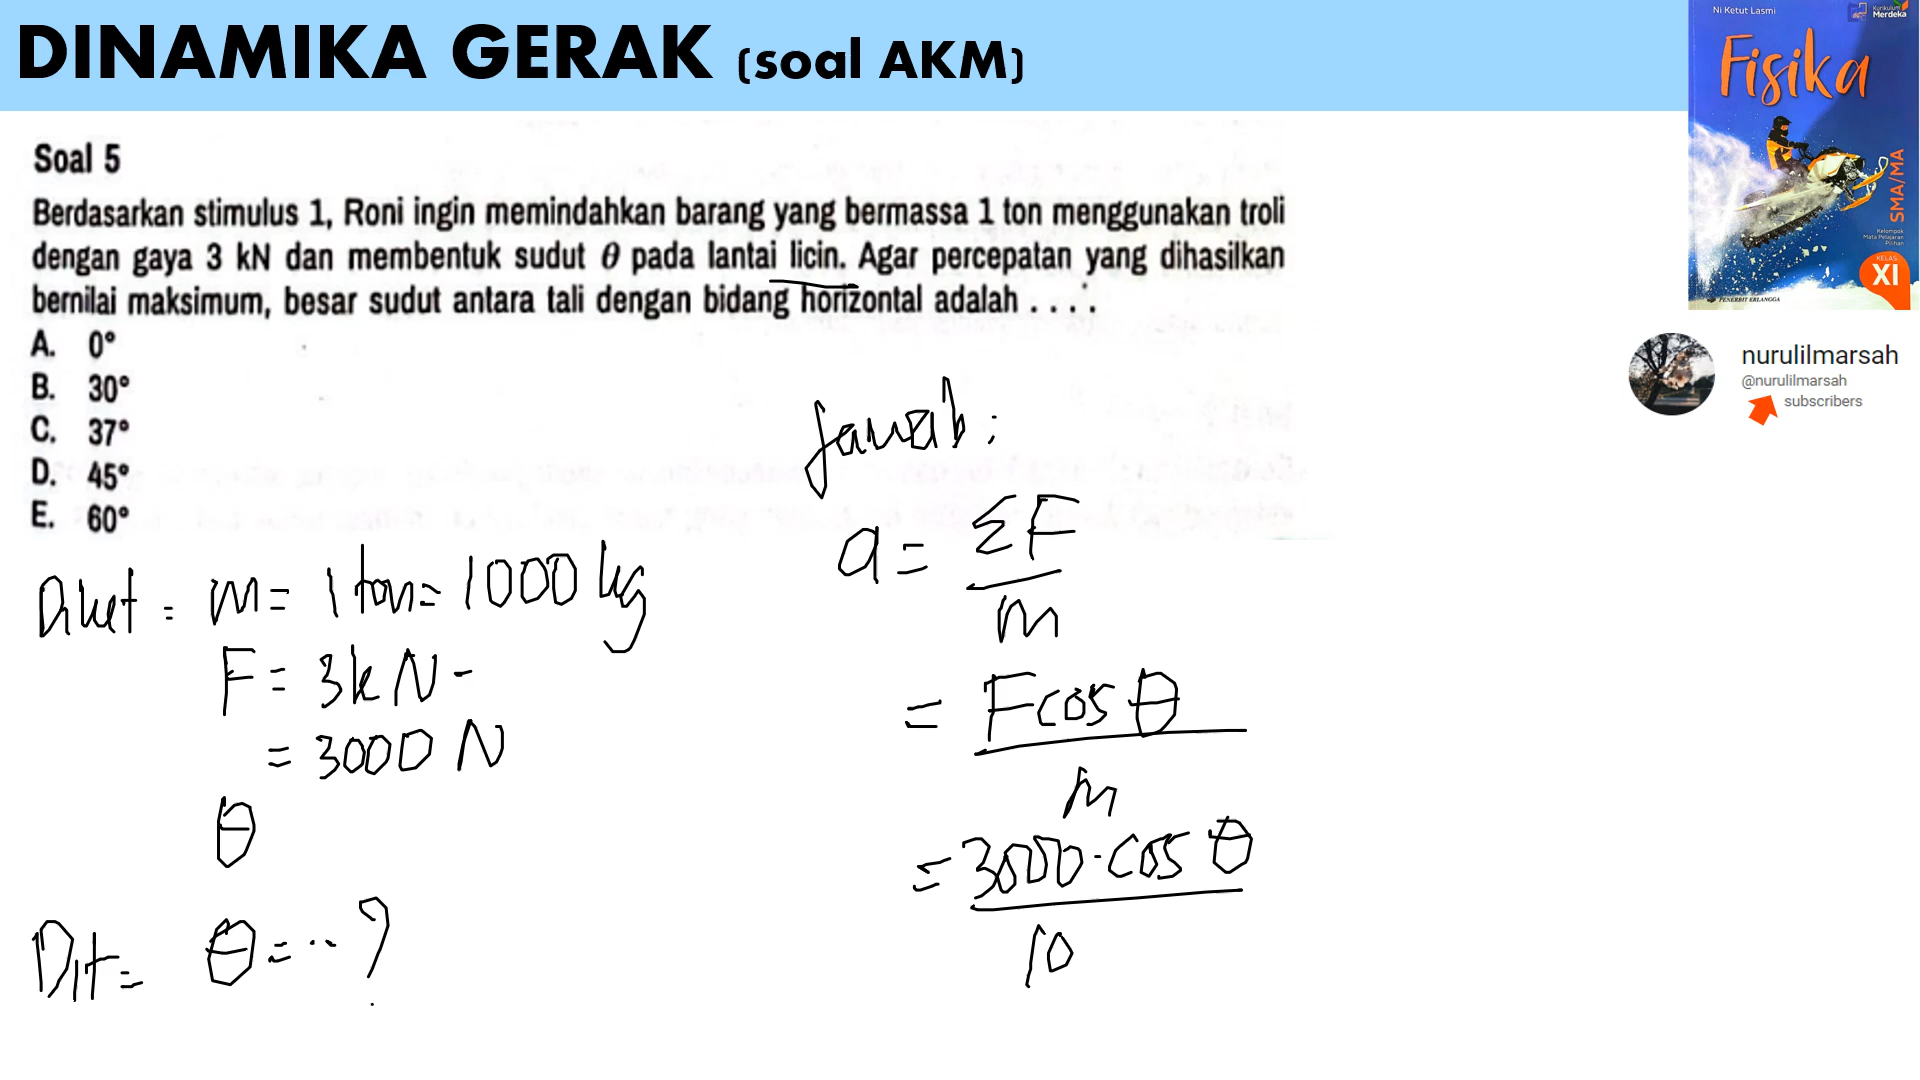 DINAMIKA GERAK (soal AKM)
Ni Ketut Lasmi
Kurikulum
Merdeka
Fisika
SMA/MA
Kelompok
Mata Pelajaran
Pilihan
KELAS
XI
PENERBIT ERLANGGA
nurulilmarsah
@nurulilmarsah
subscribers
Soal 5
Berdasarkan stimulus 1, Roni ingin memindahkan barang yang bermassa 1 ton menggunakan troli
dengan gaya 3 kN dan membentuk sudut θ pada lantai licin. Agar percepatan yang dihasilkan
bernilai maksimum, besar sudut antara tali dengan bidang horizontal adalah . . . .
A. 0°
B. 30°
C. 37°
D. 45°
E. 60°
Diket : m = 1 ton = 1000 kg
F = 3 kN -
= 3000 N
θ
Dit = θ = ... ?
Jawab :
a = ΣF
m
= F cos θ
m
= 3000 · cos θ
10